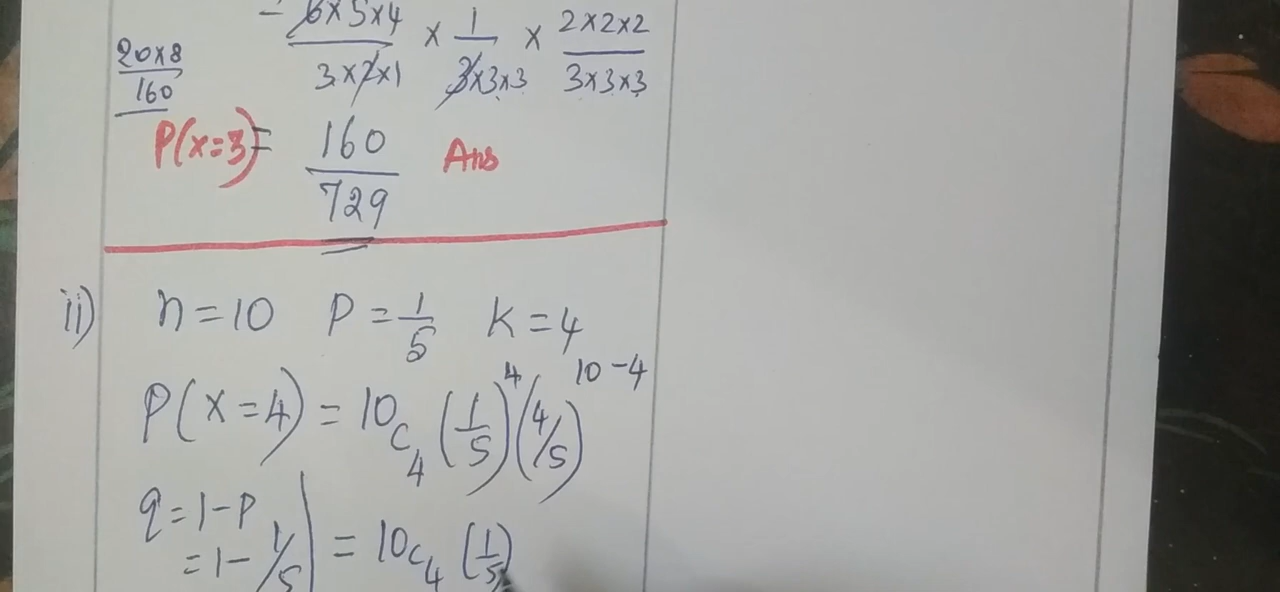 = 6×5×4 / 3×2×1 × 1 / 3×3×3 × 2×2×2 / 3×3×3
20×8 / 160
P(x=3) = 160 / 729 Ans
ii) n=10 P=1/5 K=4
P(x=4) = 10C4 (1/5)^4 (4/5)^10-4
q=1-P
=1-1/5 = 10C4 (1/5)